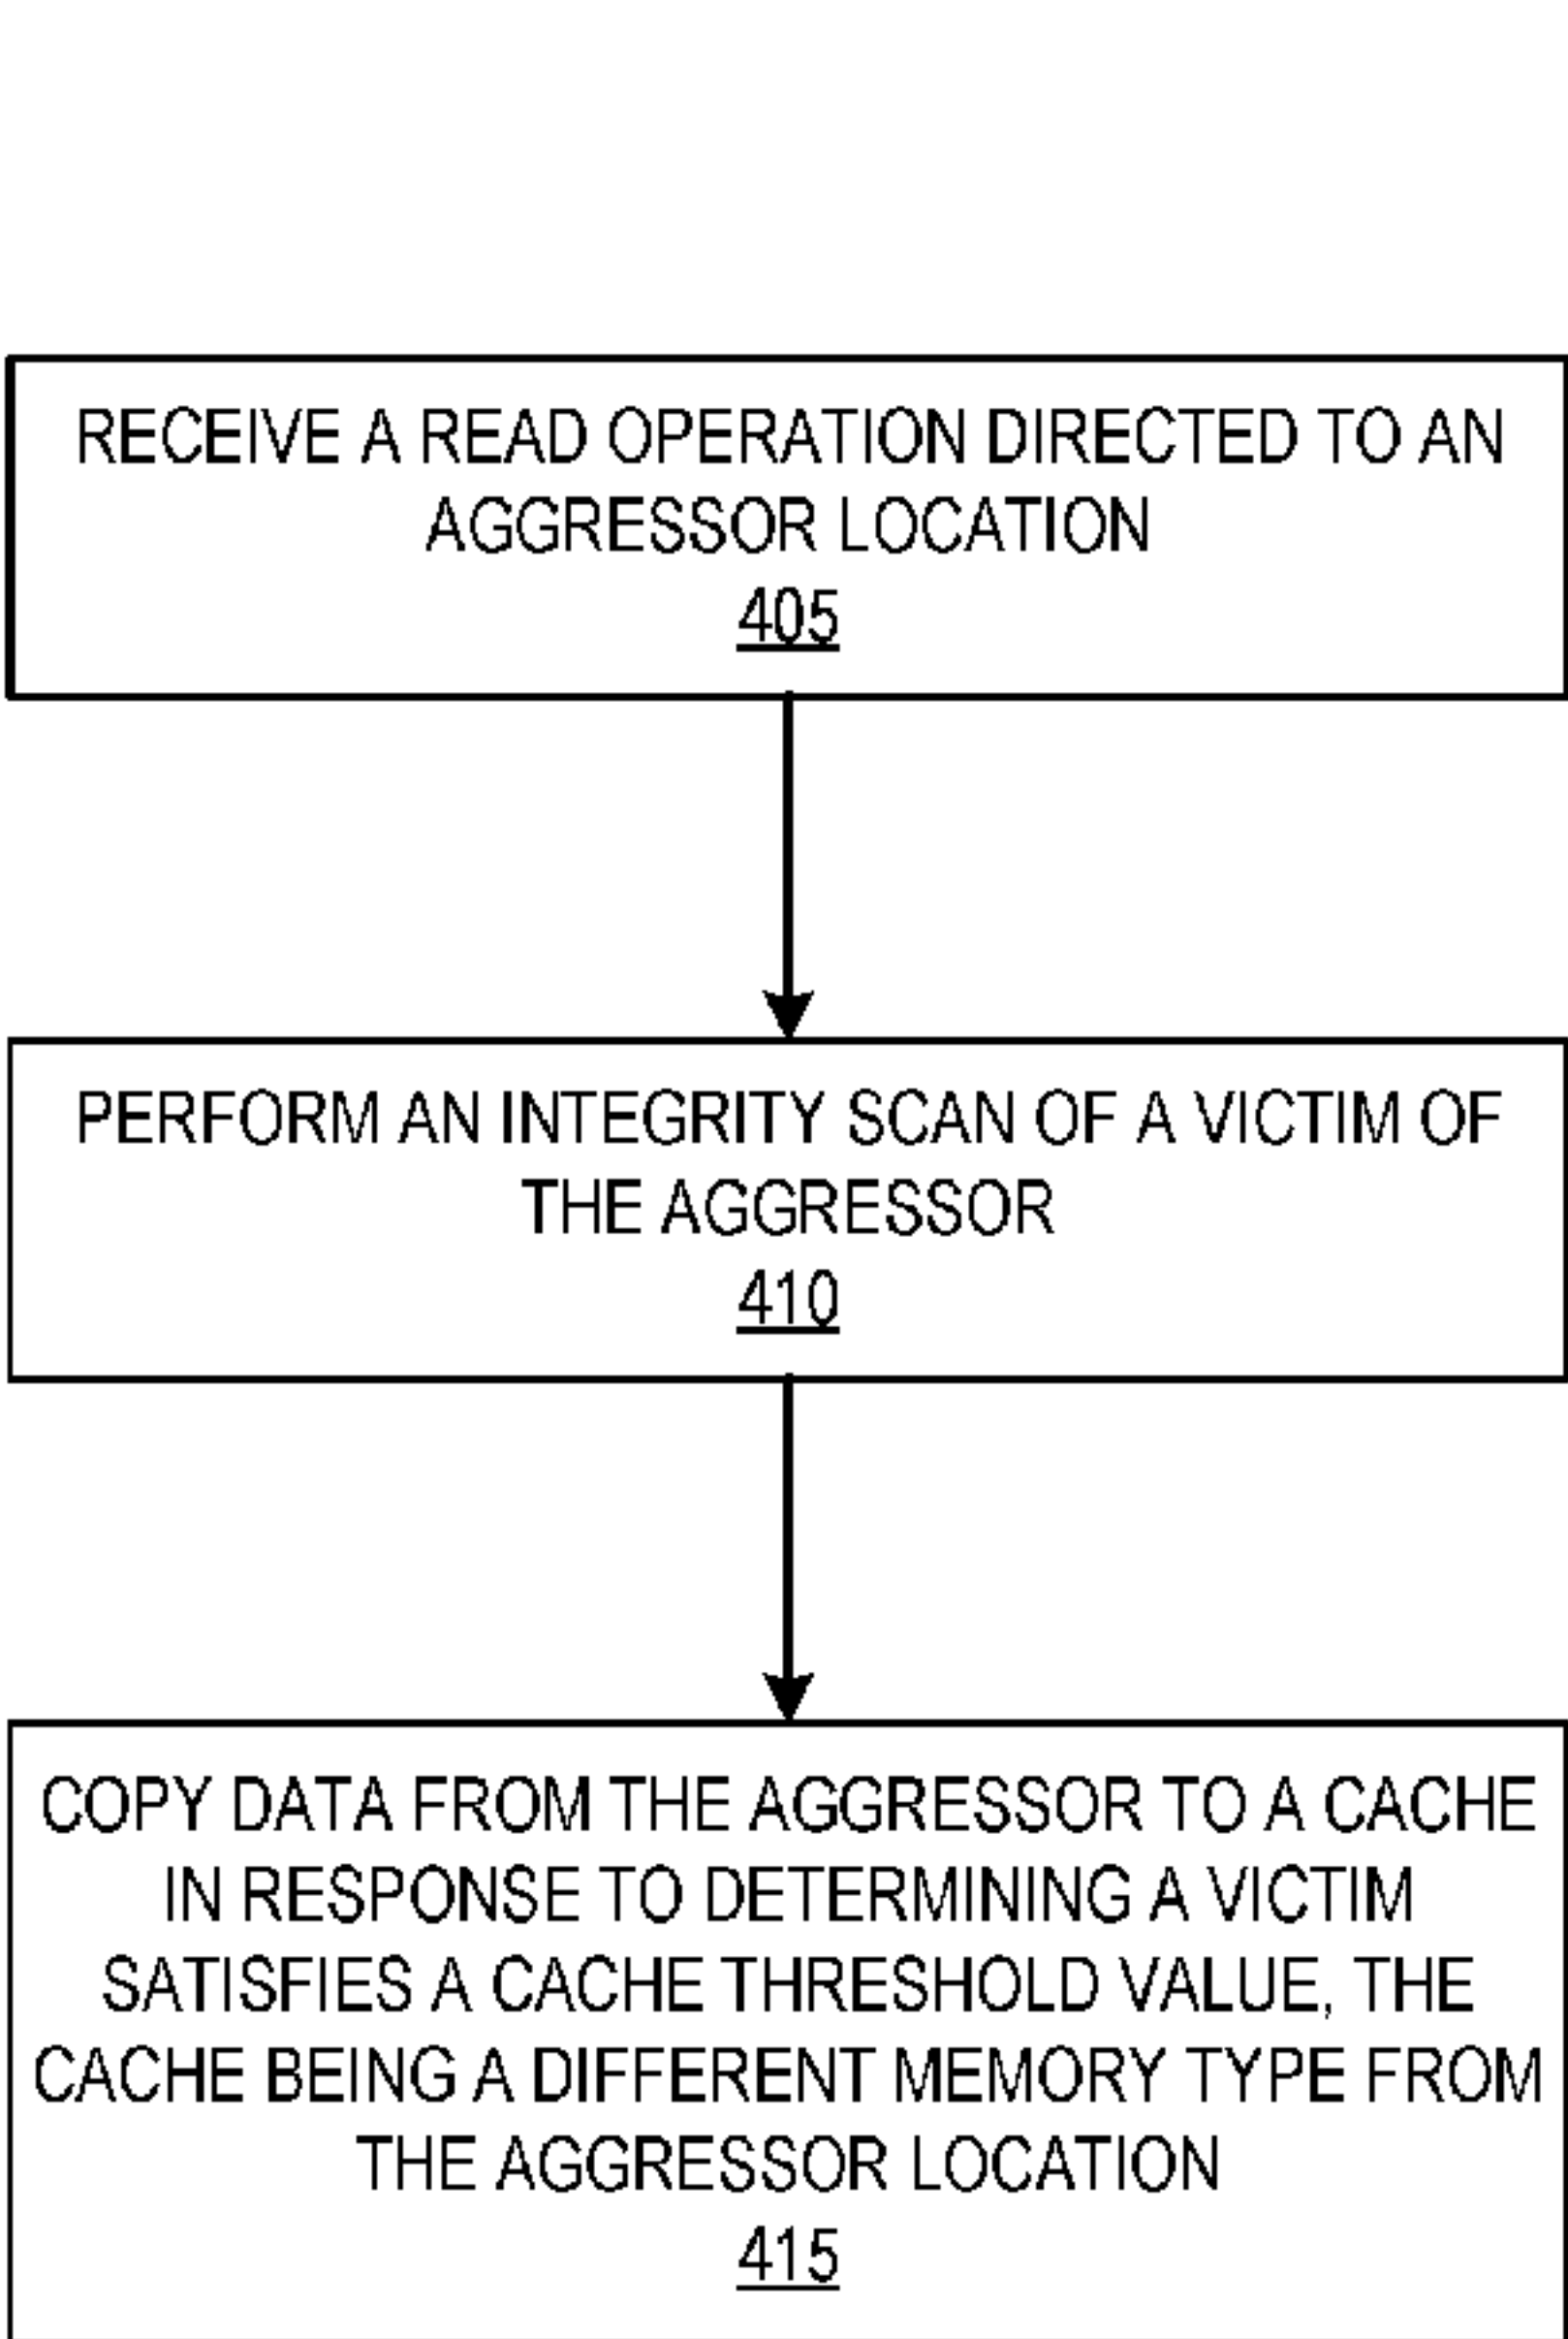 RECEIVE A READ OPERATION DIRECTED TO AN
AGGRESSOR LOCATION
405
PERFORM AN INTEGRITY SCAN OF A VICTIM OF
THE AGGRESSOR
410
COPY DATA FROM THE AGGRESSOR TO A CACHE
IN RESPONSE TO DETERMINING A VICTIM
SATISFIES A CACHE THRESHOLD VALUE, THE
CACHE BEING A DIFFERENT MEMORY TYPE FROM
THE AGGRESSOR LOCATION
415